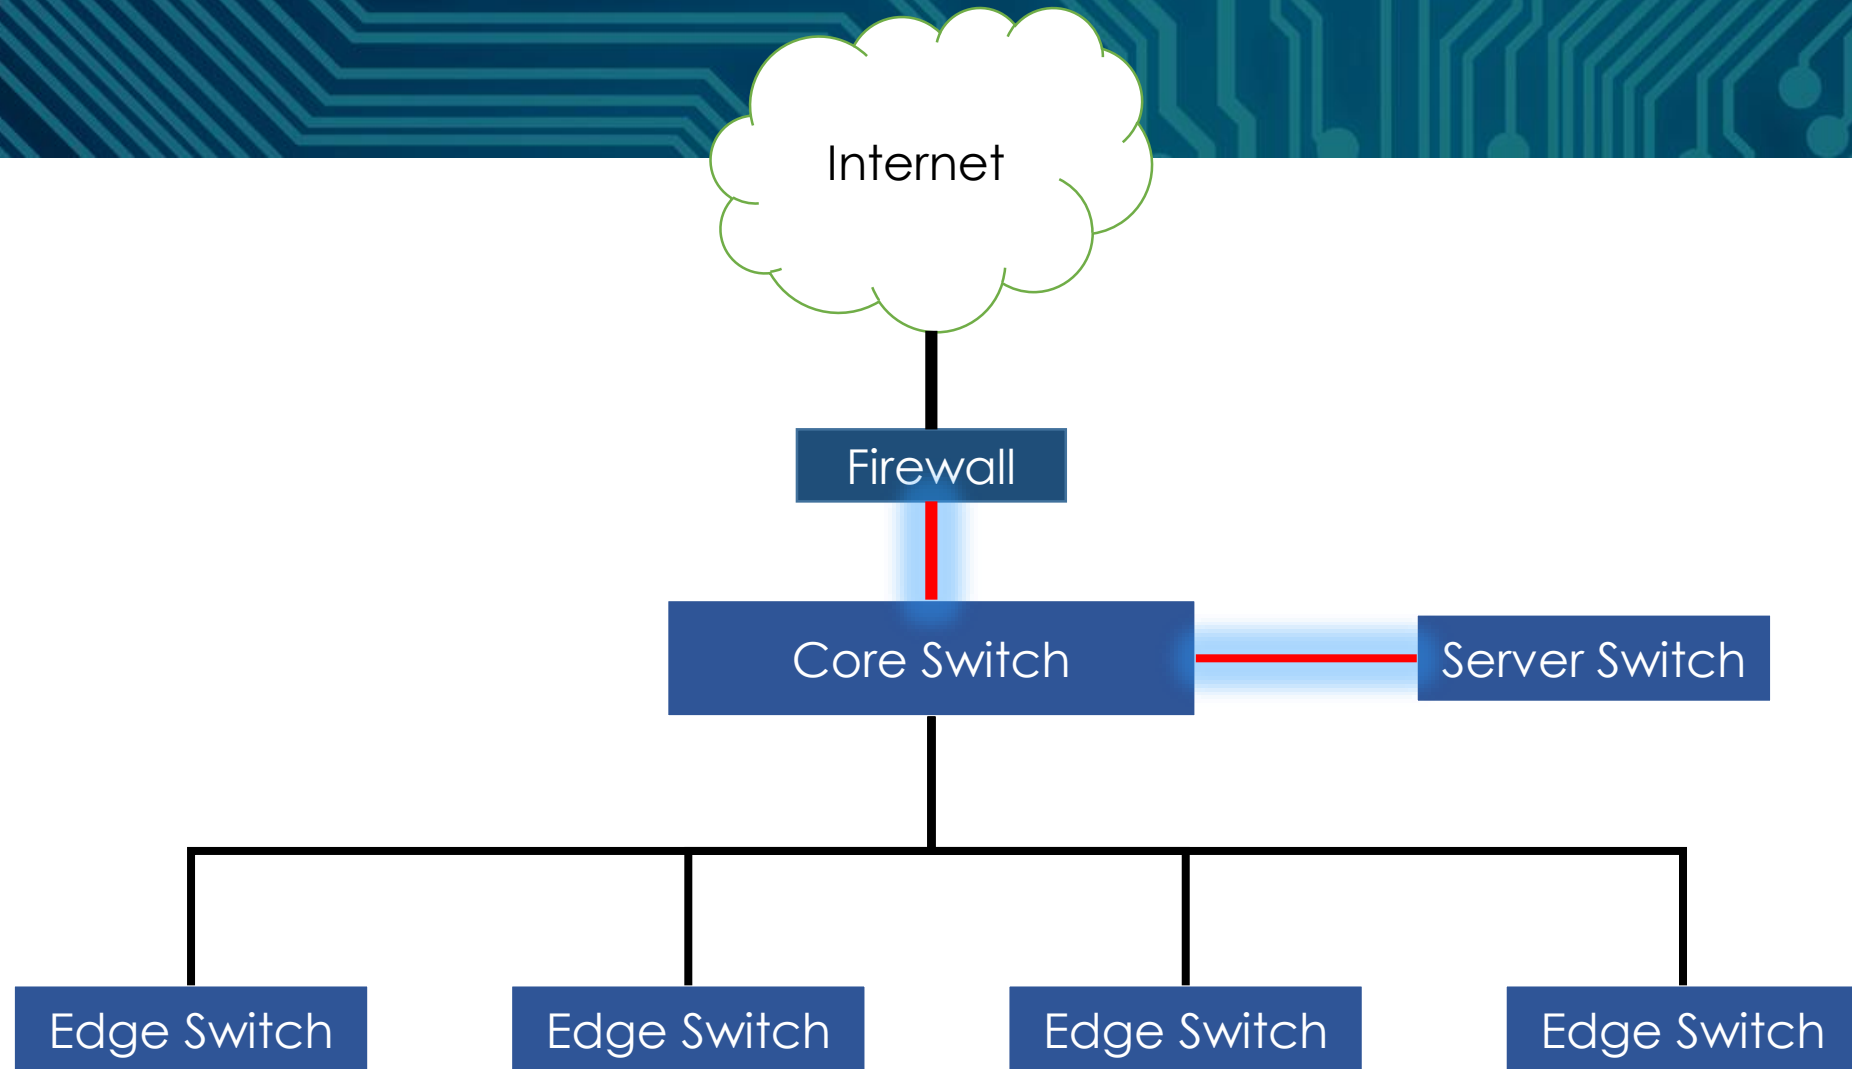 Internet
Firewall
Core Switch
Server Switch
Edge Switch
Edge Switch
Edge Switch
Edge Switch